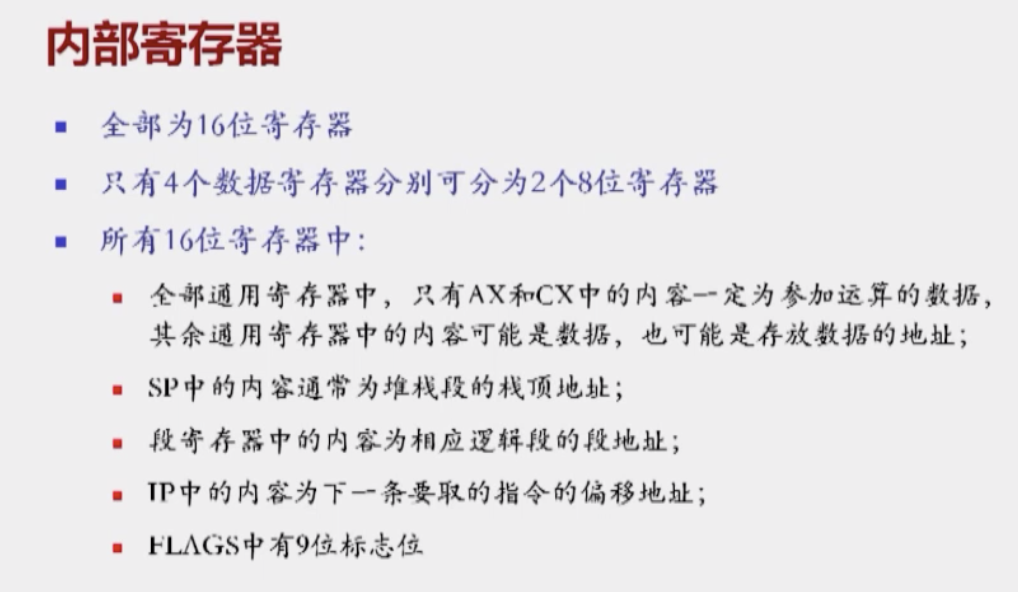 内部寄存器
全部为16位寄存器
只有4个数据寄存器分别可分为2个8位寄存器
所有16位寄存器中：
全部通用寄存器中，只有AX和CX中的内容一定为参加运算的数据，
其余通用寄存器中的内容可能是数据，也可能是存放数据的地址；
SP中的内容通常为堆栈段的栈顶地址；
段寄存器中的内容为相应逻辑段的段地址；
IP中的内容为下一条要取的指令的偏移地址；
FLAGS中有9位标志位